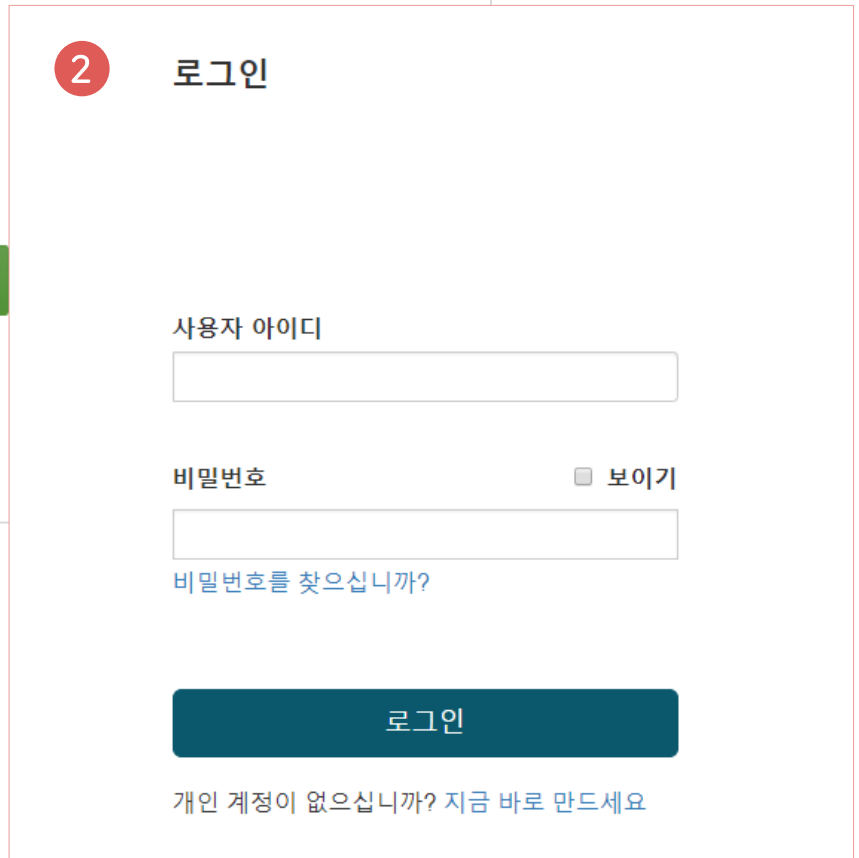 2
로그인
사용자 아이디
비밀번호 보이기
비밀번호를 찾으십니까?
로그인
개인 계정이 없으십니까? 지금 바로 만드세요